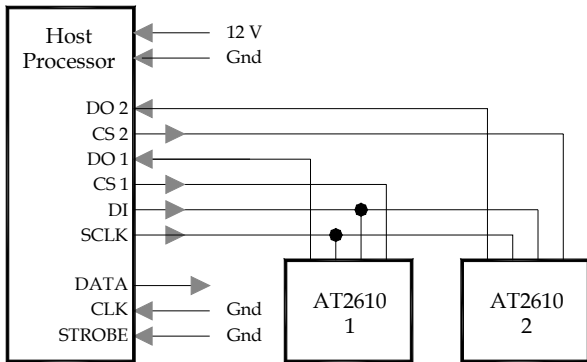 Host
Processor
12 V
Gnd
DO 2
CS 2
DO 1
CS 1
DI
SCLK
DATA
CLK
Gnd
STROBE
Gnd
AT2610
1
AT2610
2